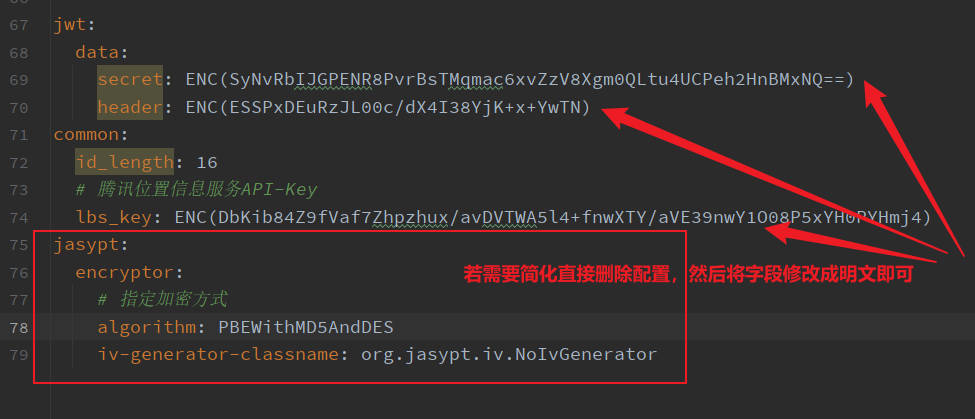 67 jwt:
68 data:
69 secret: ENC(SyNvRbIJGPENR8PvrBsTMqmac6xvZzV8Xgm0QLtu4UCPeh2HnBMxNQ==)
70 header: ENC(ESSPxDEuRzJL00c/dX4I38YjK+x+YwTN)
71 common:
72 id_length: 16
73 # 腾讯位置信息服务API-Key
74 lbs_key: ENC(DbKib84Z9fVaf7Zhpzhux/avDVTWA5l4+fnwXTY/aVE39nwY1O08P5xYH0PYHmj4)
75 jasypt:
76 encryptor:
若需要简化直接删除配置，然后将字段修改成明文即可
77 # 指定加密方式
78 algorithm: PBEWithMD5AndDES
79 iv-generator-classname: org.jasypt.iv.NoIvGenerator